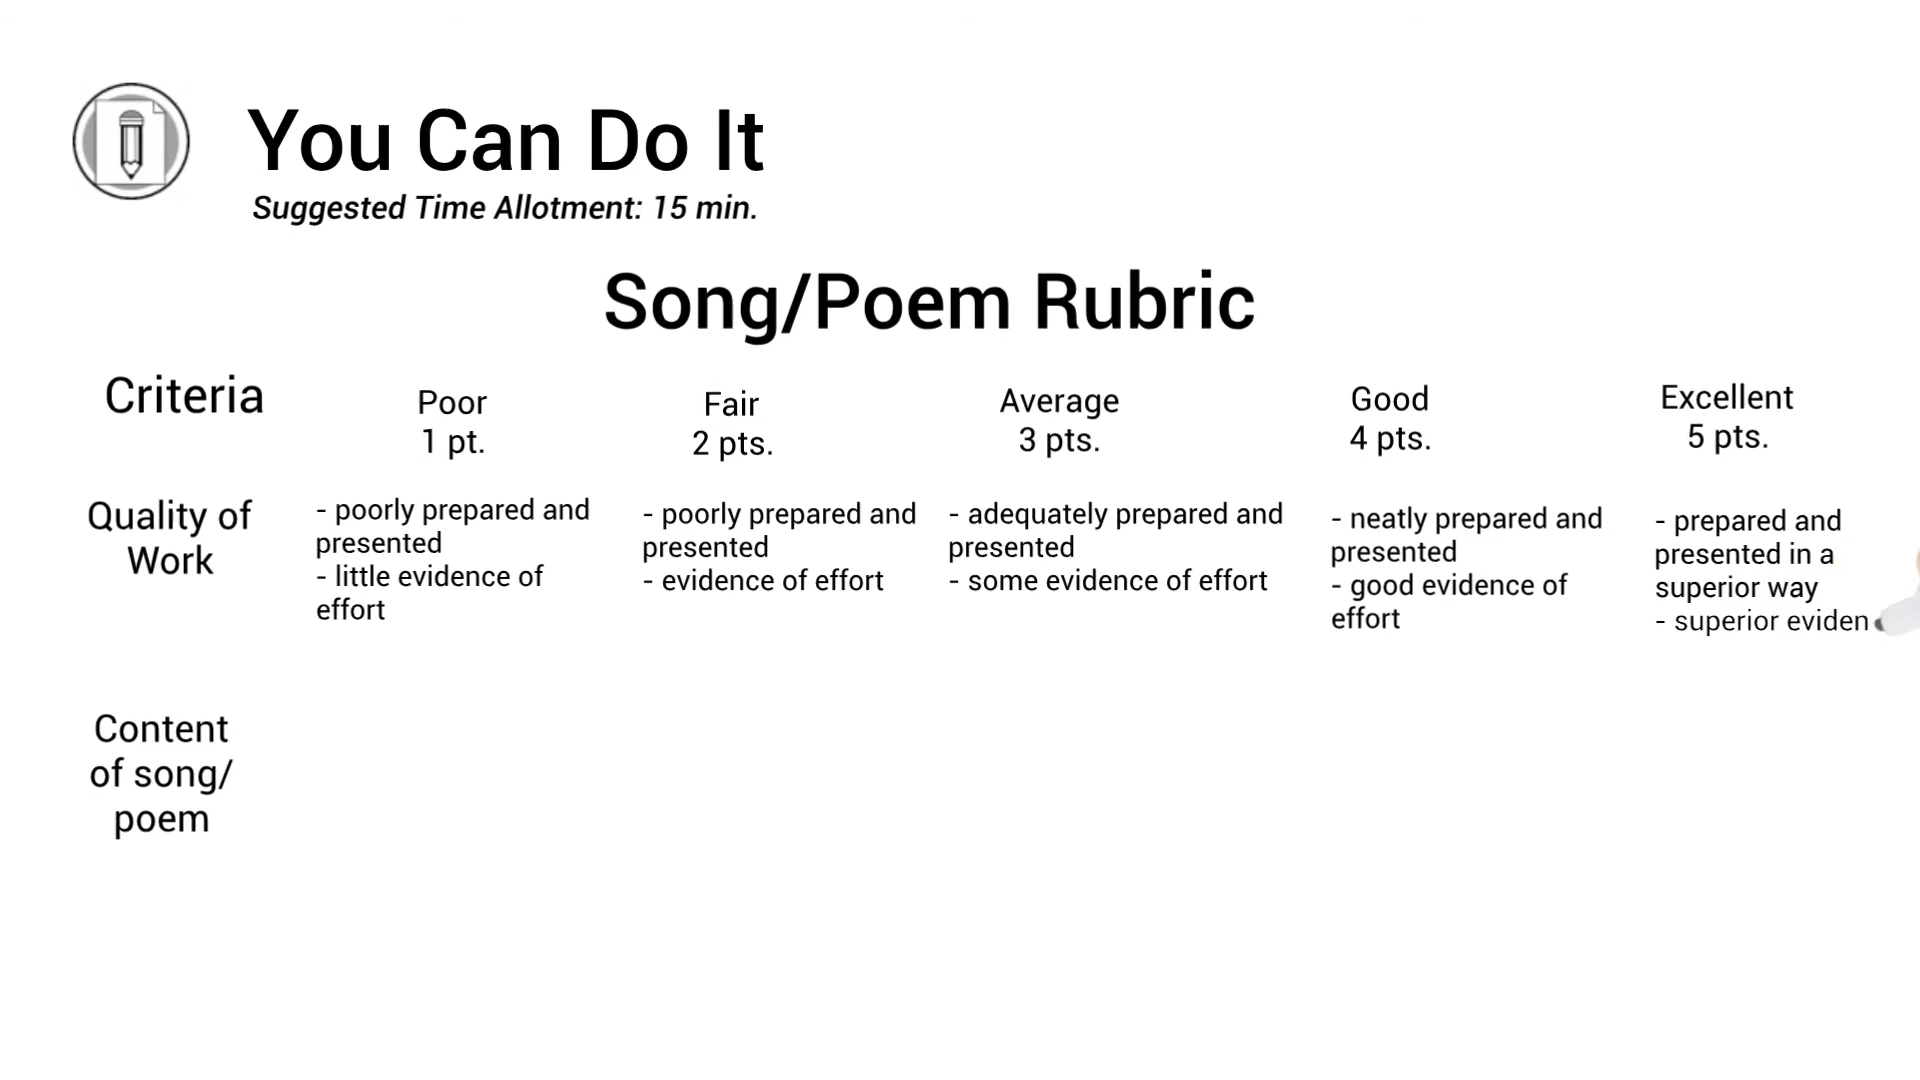 You Can Do It
Suggested Time Allotment: 15 min.
Song/Poem Rubric
Criteria
Poor
1 pt.
Fair
2 pts.
Average
3 pts.
Good
4 pts.
Excellent
5 pts.
Quality of
Work
- poorly prepared and
presented
- little evidence of
effort
- poorly prepared and
presented
- evidence of effort
- adequately prepared and
presented
- some evidence of effort
- neatly prepared and
presented
- good evidence of
effort
- prepared and
presented in a
superior way
- superior eviden
Content
of song/
poem